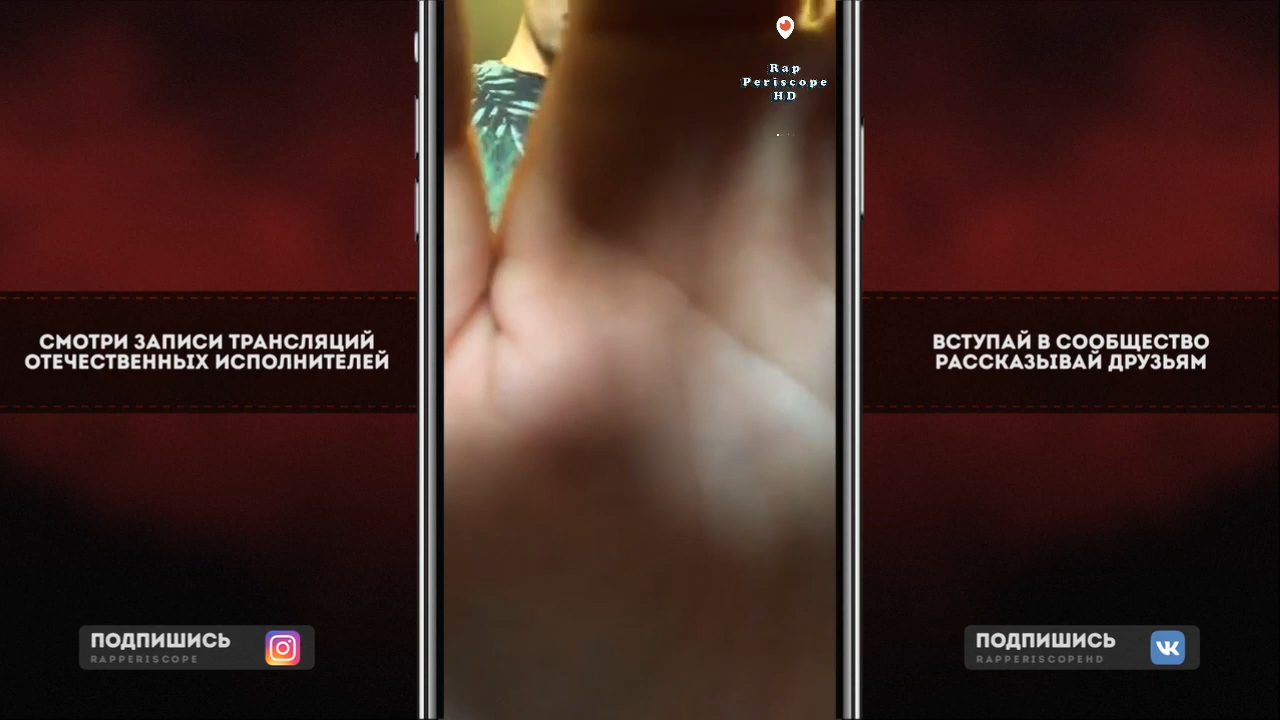 Rap
Periscope
HD
СМОТРИ ЗАПИСИ ТРАНСЛЯЦИЙ
ОТЕЧЕСТВЕННЫХ ИСПОЛНИТЕЛЕЙ
ВСТУПАЙ В СООБЩЕСТВО
РАССКАЗЫВАЙ ДРУЗЬЯМ
ПОДПИШИСЬ
RAPPERISCOPE
ПОДПИШИСЬ
RAPPERISCOPEHD